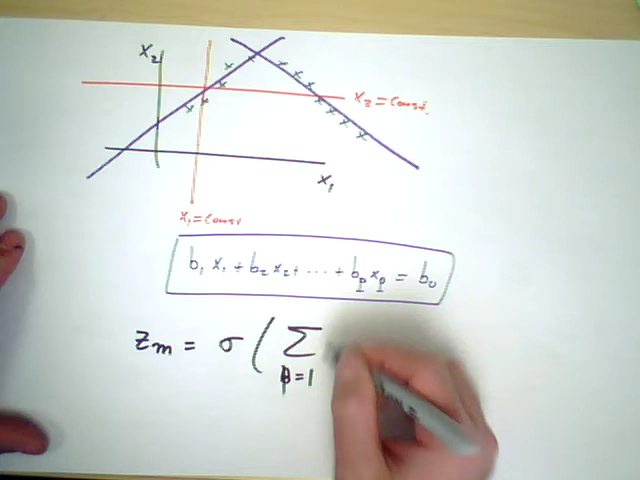 x₂
x₂ = const.
x₁
x₁ = const
b₁ x₁ + b₂ x₂ + ... + bₚ xₚ = b₀
zₘ = σ ( Σ
p=1